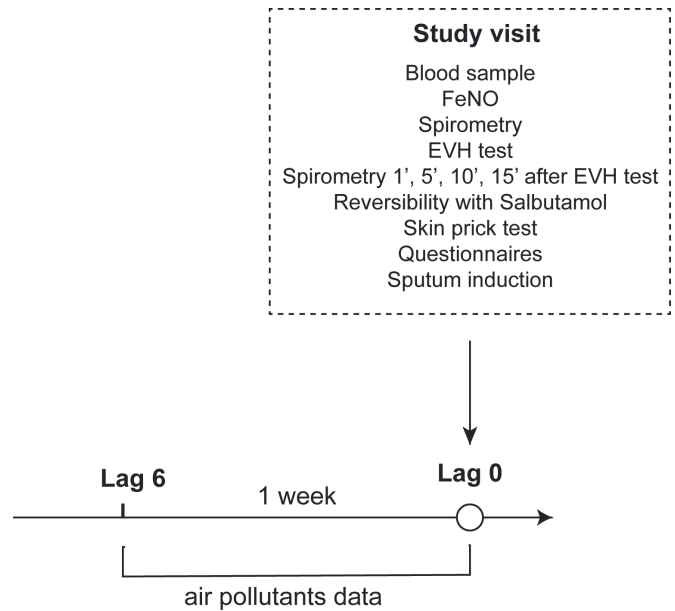 Study visit
Blood sample
FeNO
Spirometry
EVH test
Spirometry 1’, 5’, 10’, 15’ after EVH test
Reversibility with Salbutamol
Skin prick test
Questionnaires
Sputum induction
Lag 6
1 week
Lag 0
air pollutants data